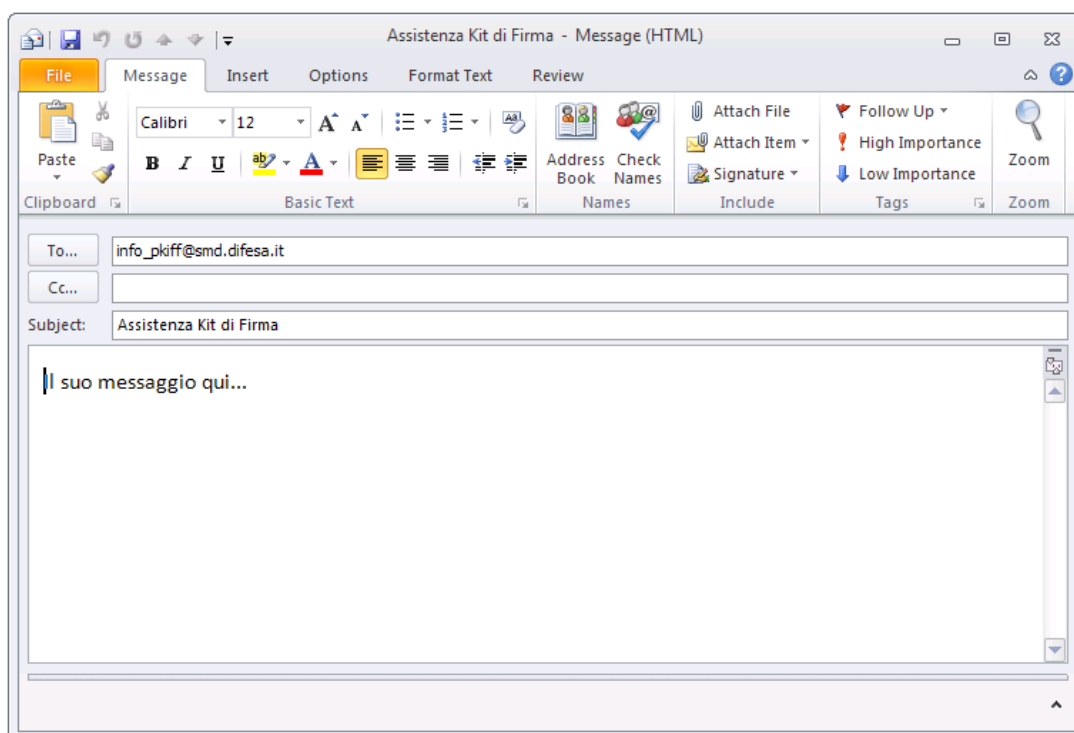 Assistenza Kit di Firma - Message (HTML)
File Message Insert Options Format Text Review
Calibri 12 Attach File Follow Up
Attach Item High Importance
Paste B I U Address Book Check Names Signature Low Importance Zoom
Clipboard Basic Text Names Include Tags Zoom
To... info_pkiff@smd.difesa.it
Cc...
Subject: Assistenza Kit di Firma
Il suo messaggio qui...